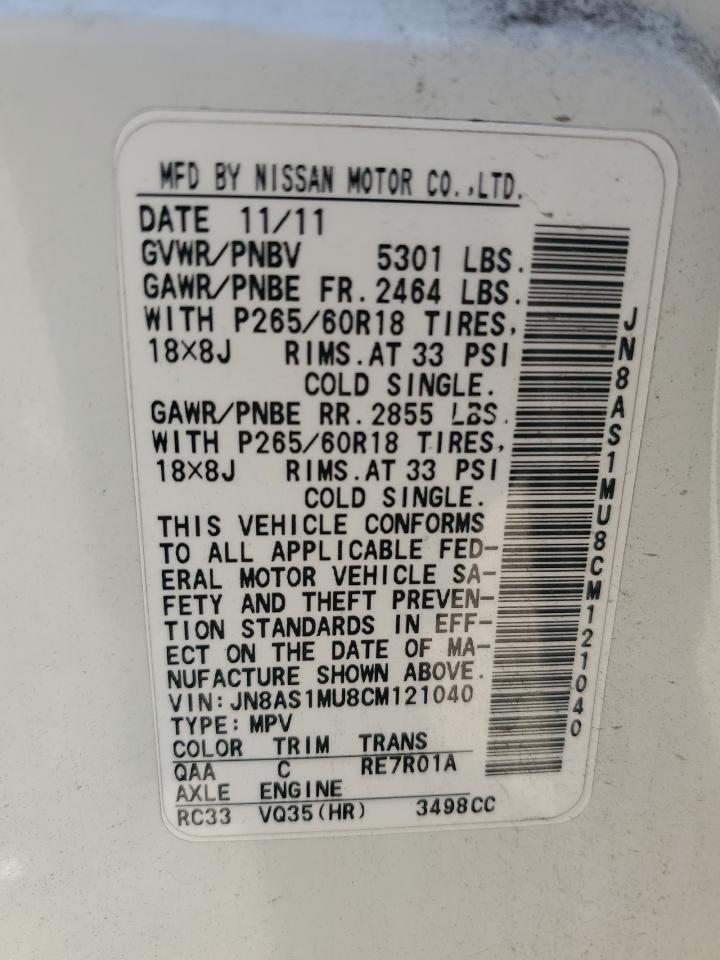 MFD BY NISSAN MOTOR CO.,LTD.
DATE 11/11
GVWR/PNBV 5301 LBS.
GAWR/PNBE FR.2464 LBS.
WITH P265/60R18 TIRES,
18×8J RIMS.AT 33 PSI
COLD SINGLE.
GAWR/PNBE RR.2855 LBS.
WITH P265/60R18 TIRES,
18×8J RIMS.AT 33 PSI
COLD SINGLE.
THIS VEHICLE CONFORMS
TO ALL APPLICABLE FED-
ERAL MOTOR VEHICLE SA-
FETY AND THEFT PREVEN-
TION STANDARDS IN EFF-
ECT ON THE DATE OF MA-
NUFACTURE SHOWN ABOVE.
VIN:JN8AS1MU8CM121040
TYPE:MPV
COLOR TRIM TRANS
QAA C RE7R01A
AXLE ENGINE
RC33 VQ35(HR) 3498CC
JN8AS1MU8CM121040